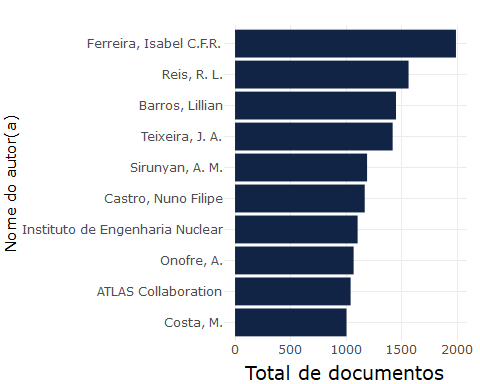 Nome do autor(a)
Ferreira, Isabel C.F.R.
Reis, R. L.
Barros, Lillian
Teixeira, J. A.
Sirunyan, A. M.
Castro, Nuno Filipe
Instituto de Engenharia Nuclear
Onofre, A.
ATLAS Collaboration
Costa, M.
0 500 1000 1500 2000
Total de documentos